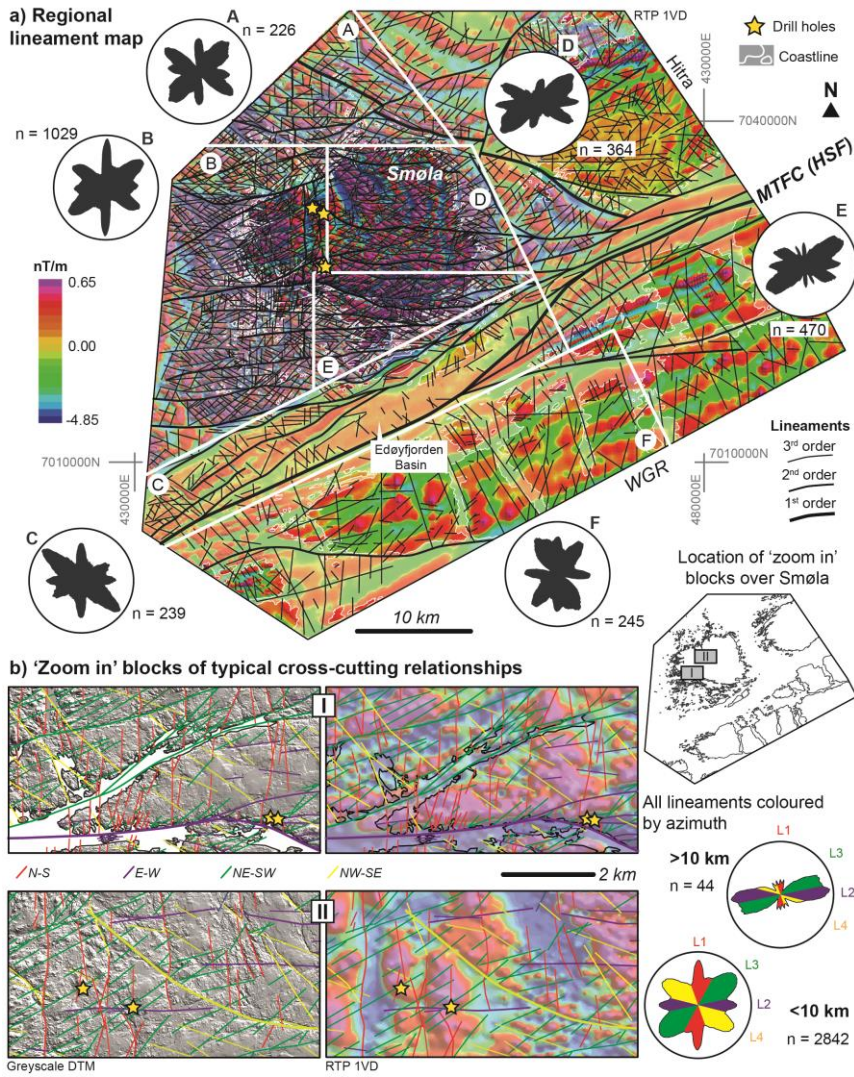 a) Regional
lineament map
A
n = 226
A
RTP 1VD
Drill holes
Coastline
N
D
Hitra
430000E
7040000N
n = 1029
B
B
Smøla
n = 364
D
MTFC (HSF)
E
nT/m
0.65
0.00
-4.85
n = 470
E
Edøyfjorden
Basin
F
WGR
Lineaments
3rd order
2nd order
1st order
7010000N
430000E
C
7010000N
480000E
C
n = 239
F
n = 245
10 km
Location of ‘zoom in’
blocks over Smøla
II
I
b) ‘Zoom in’ blocks of typical cross-cutting relationships
I
N-S
E-W
NE-SW
NW-SE
2 km
II
Greyscale DTM
RTP 1VD
All lineaments coloured
by azimuth
>10 km
n = 44
L1
L3
L2
L4
L1
L3
L2
L4
<10 km
n = 2842